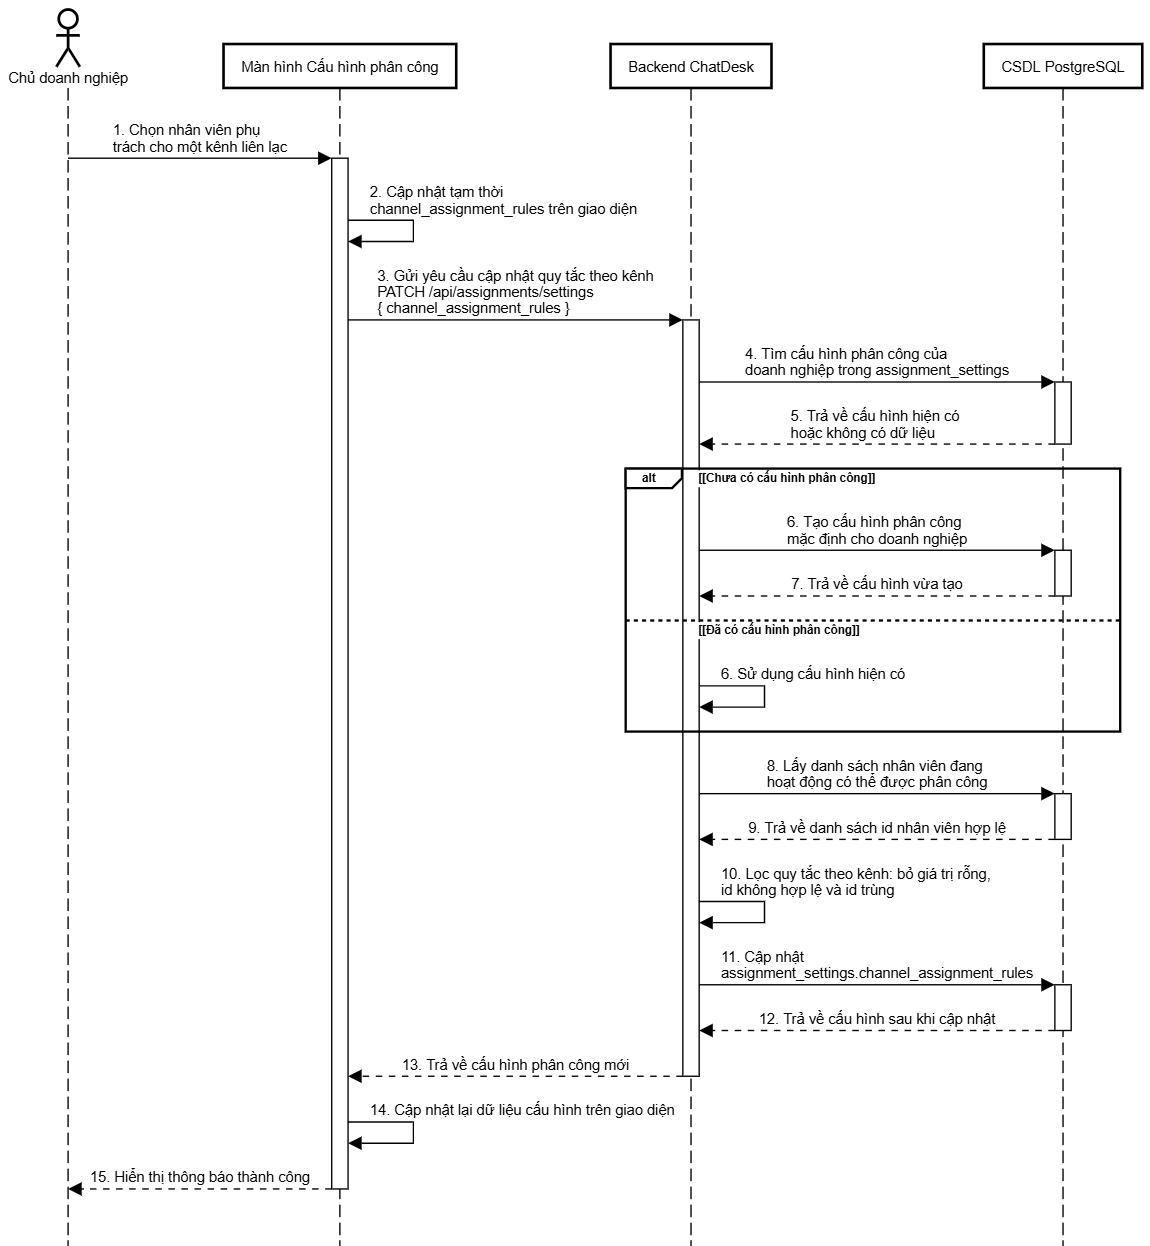 Chủ doanh nghiệp
Màn hình Cấu hình phân công
Backend ChatDesk
CSDL PostgreSQL
1. Chọn nhân viên phụ
trách cho một kênh liên lạc
2. Cập nhật tạm thời
channel_assignment_rules trên giao diện
3. Gửi yêu cầu cập nhật quy tắc theo kênh
PATCH /api/assignments/settings
{ channel_assignment_rules }
4. Tìm cấu hình phân công của
doanh nghiệp trong assignment_settings
5. Trả về cấu hình hiện có
hoặc không có dữ liệu
alt
[[Chưa có cấu hình phân công]]
6. Tạo cấu hình phân công
mặc định cho doanh nghiệp
7. Trả về cấu hình vừa tạo
[[Đã có cấu hình phân công]]
6. Sử dụng cấu hình hiện có
8. Lấy danh sách nhân viên đang
hoạt động có thể được phân công
9. Trả về danh sách id nhân viên hợp lệ
10. Lọc quy tắc theo kênh: bỏ giá trị rỗng,
id không hợp lệ và id trùng
11. Cập nhật
assignment_settings.channel_assignment_rules
12. Trả về cấu hình sau khi cập nhật
13. Trả về cấu hình phân công mới
14. Cập nhật lại dữ liệu cấu hình trên giao diện
15. Hiển thị thông báo thành công